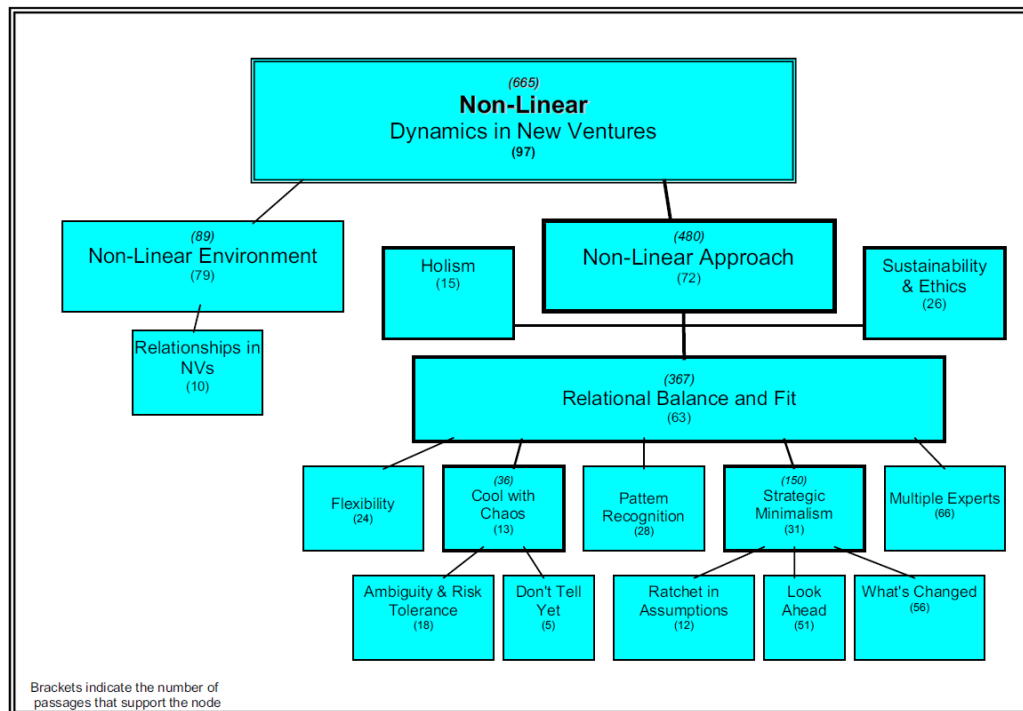 (665)
Non-Linear
Dynamics in New Ventures
(97)
(89)
Non-Linear Environment
(79)
(480)
Non-Linear Approach
(72)
Holism
(15)
Sustainability
& Ethics
(26)
Relationships in
NVs
(10)
(367)
Relational Balance and Fit
(63)
Flexibility
(24)
(36)
Cool with
Chaos
(13)
Pattern
Recognition
(28)
(150)
Strategic
Minimalism
(31)
Multiple Experts
(66)
Ambiguity & Risk
Tolerance
(18)
Don't Tell
Yet
(5)
Ratchet in
Assumptions
(12)
Look
Ahead
(51)
What's Changed
(56)
Brackets indicate the number of
passages that support the node